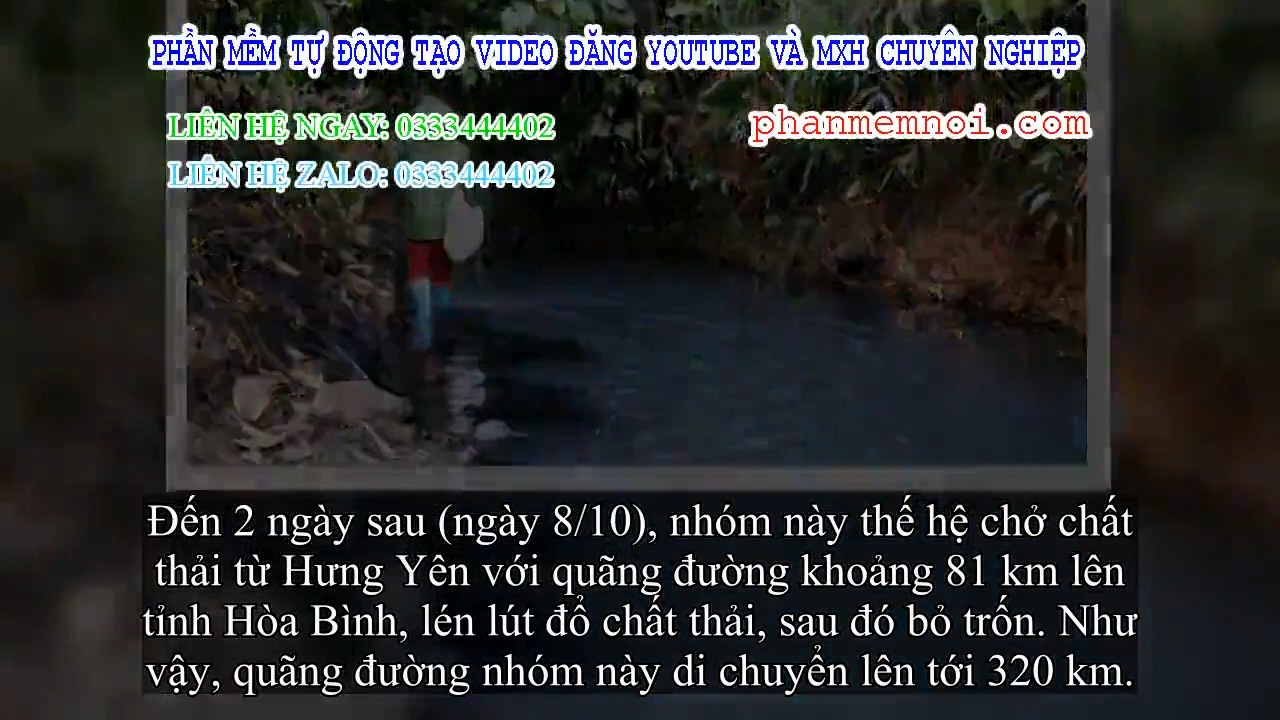 PHẦN MỀM TỰ ĐỘNG TẠO VIDEO ĐĂNG YOUTUBE VÀ MXH CHUYÊN NGHIỆP
LIÊN HỆ NGAY: 0333444402
phanmemnoi.com
LIÊN HỆ ZALO: 0333444402
Đến 2 ngày sau (ngày 8/10), nhóm này thế hệ chở chất
thải từ Hưng Yên với quãng đường khoảng 81 km lên
tỉnh Hòa Bình, lén lút đổ chất thải, sau đó bỏ trốn. Như
vậy, quãng đường nhóm này di chuyển lên tới 320 km.